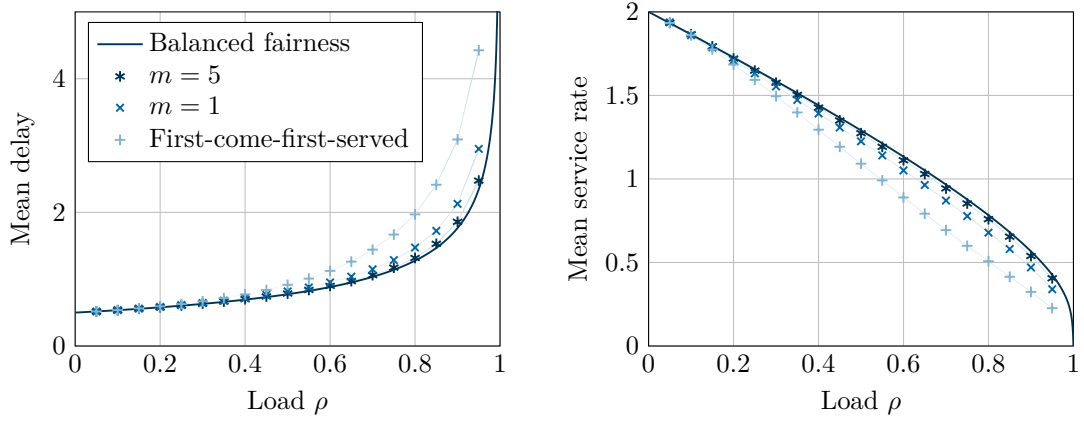 Mean delay
4
2
0
Balanced fairness
m = 5
m = 1
First-come-first-served
0 0.2 0.4 0.6 0.8 1
Load ρ
Mean service rate
2
1.5
1
0.5
0
0 0.2 0.4 0.6 0.8 1
Load ρ